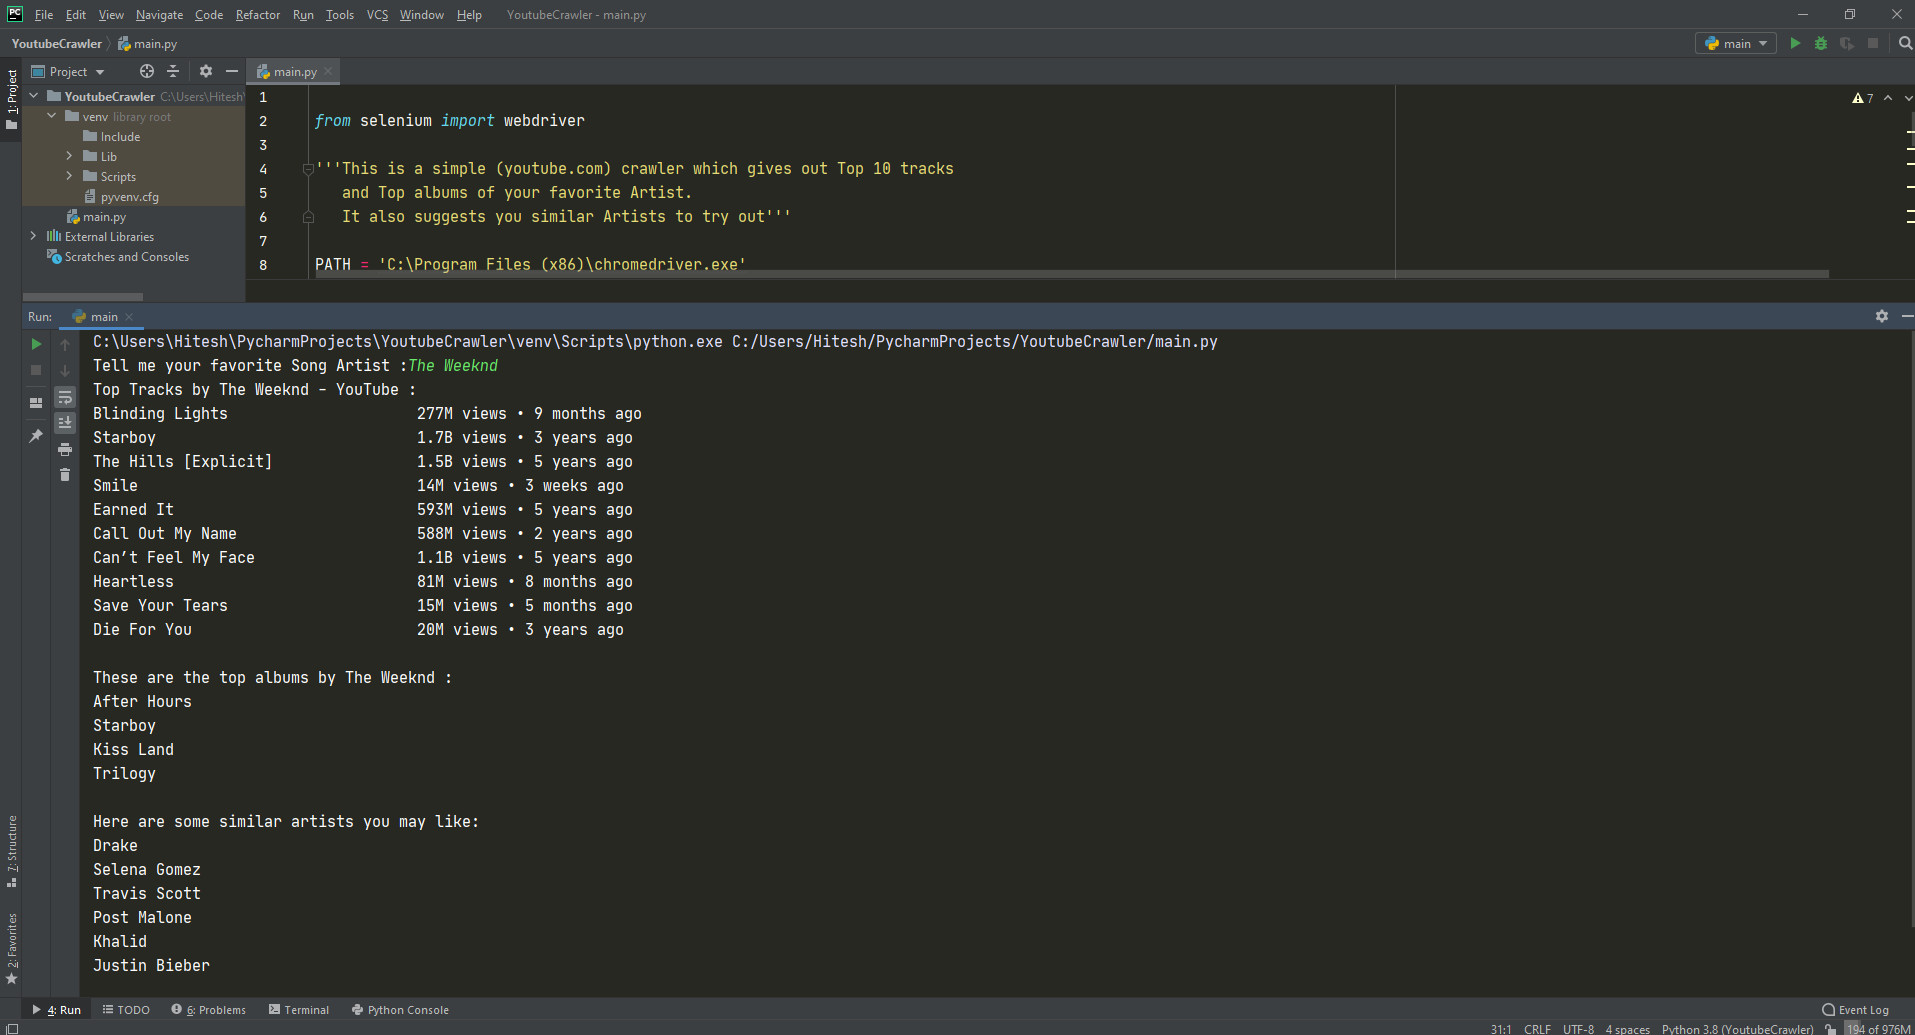 PC File Edit View Navigate Code Refactor Run Tools VCS Window Help YoutubeCrawler - main.py
YoutubeCrawler main.py main
1: Project
Project main.py
YoutubeCrawler C:\Users\Hitesh\
venv library root
Include
Lib
Scripts
pyvenv.cfg
main.py
External Libraries
Scratches and Consoles
7
1
2 from selenium import webdriver
3
4 '''This is a simple (youtube.com) crawler which gives out Top 10 tracks
5 and Top albums of your favorite Artist.
6 It also suggests you similar Artists to try out'''
7
8 PATH = 'C:\Program Files (x86)\chromedriver.exe'
Run: main
C:\Users\Hitesh\PycharmProjects\YoutubeCrawler\venv\Scripts\python.exe C:/Users/Hitesh/PycharmProjects/YoutubeCrawler/main.py
Tell me your favorite Song Artist :The Weeknd
Top Tracks by The Weeknd - YouTube :
Blinding Lights 277M views • 9 months ago
Starboy 1.7B views • 3 years ago
The Hills [Explicit] 1.5B views • 5 years ago
Smile 14M views • 3 weeks ago
Earned It 593M views • 5 years ago
Call Out My Name 588M views • 2 years ago
Can’t Feel My Face 1.1B views • 5 years ago
Heartless 81M views • 8 months ago
Save Your Tears 15M views • 5 months ago
Die For You 20M views • 3 years ago
These are the top albums by The Weeknd :
After Hours
Starboy
Kiss Land
Trilogy
Here are some similar artists you may like:
Drake
Selena Gomez
Travis Scott
Post Malone
Khalid
Justin Bieber
7: Structure
2: Favorites
4: Run TODO 6: Problems Terminal Python Console Event Log
31:1 CRLF UTF-8 4 spaces Python 3.8 (YoutubeCrawler) 194 of 976M